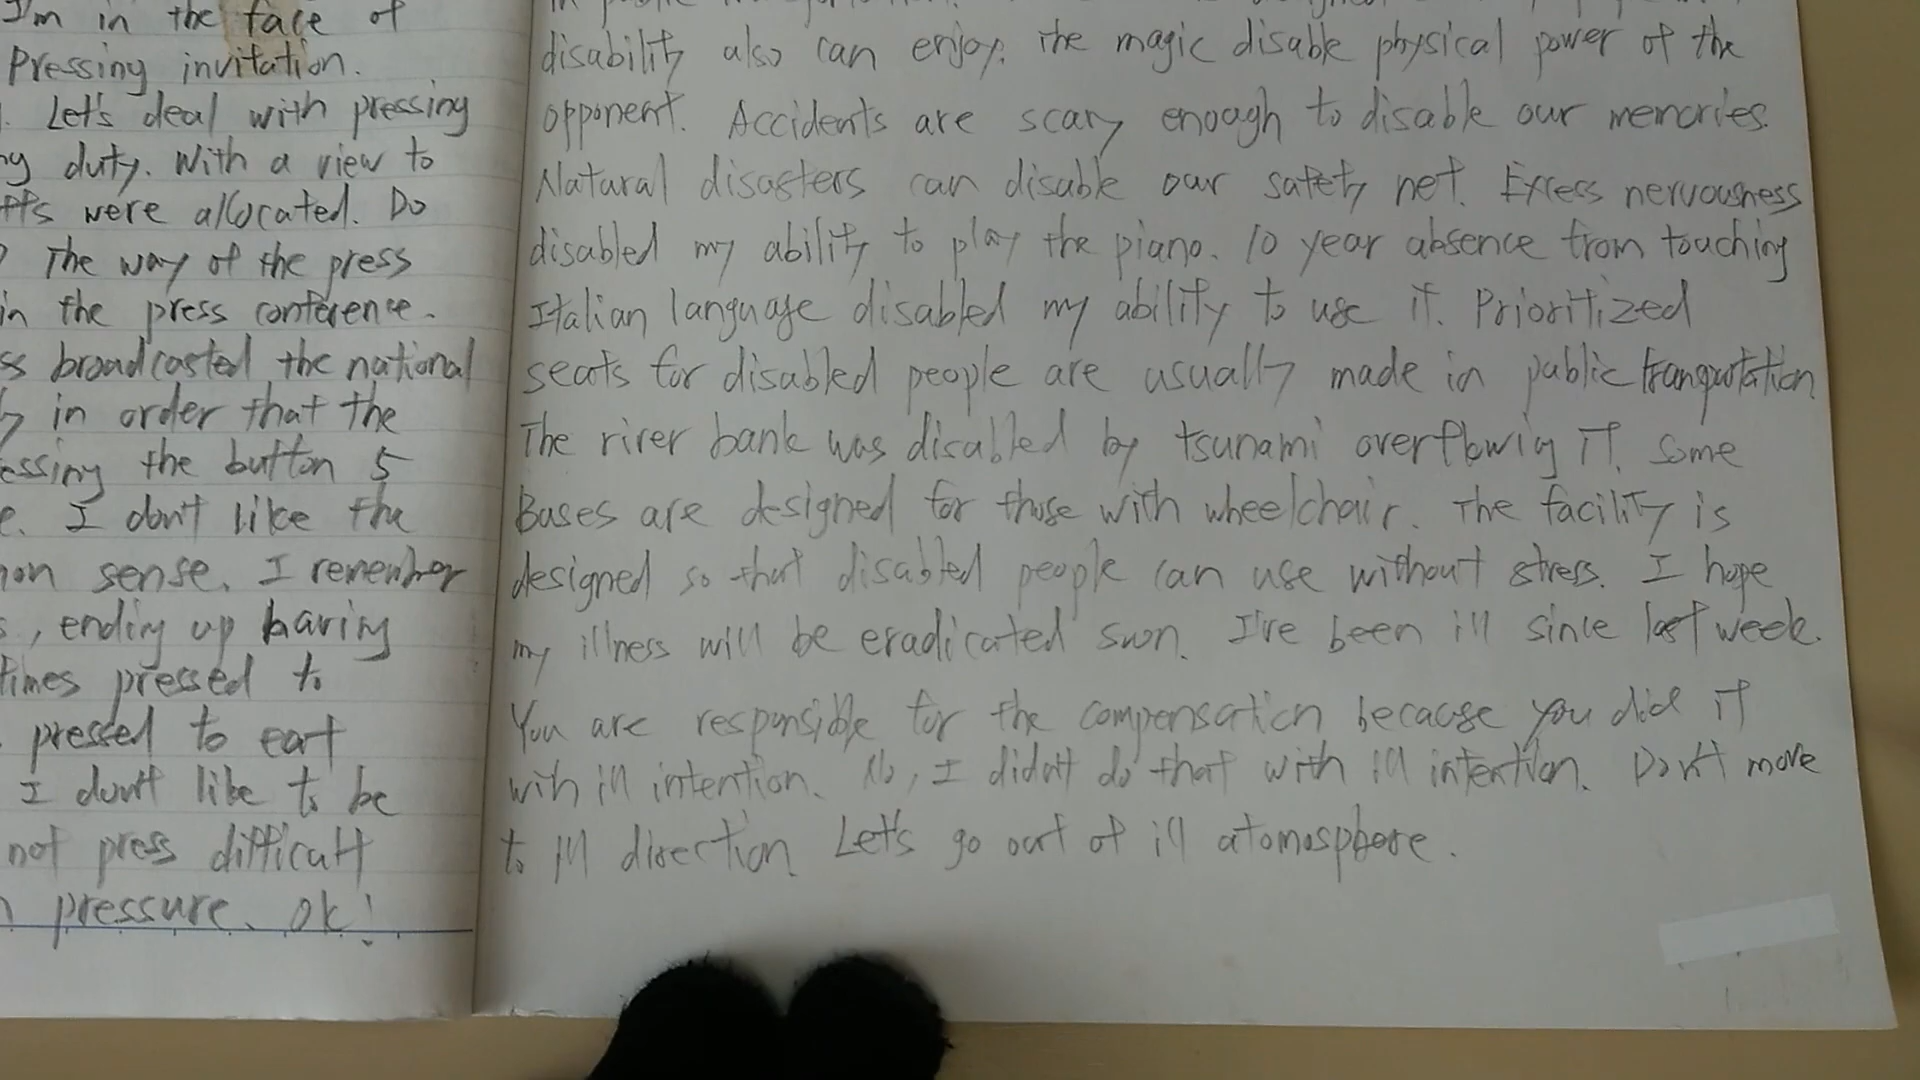 I'm in the face of
pressing invitation.
. Let's deal with pressing
ny duty. With a view to
were allocated. Do
? The way of the press
in the press conference.
ss broadcasted the national
in order that the
essing the button 5
e. I don't like the
non sense. I remember
s, ending up having
times pressed to
. pressed to eat
I don't like to be
not press difficult
pressure. ok!
disability also can enjoy. The magic disable physical power of the
opponent. Accidents are scary enough to disable our memories.
Natural disasters can disable our safety net. Excess nervousness
disabled my ability to play the piano. 10 year absence from touching
Italian language disabled my ability to use it. Prioritized
seats for disabled people are usually made in public
The river bank was disabled by tsunami overflowig it. Some
Buses are designed for those with wheelchair. The facility is
designed so that disabled people can use without stress. I hope
my illness will be eradicated soon. I've been ill since last week.
You are responsible for the compensation because you did it
with ill intention. No, I didn't do that with ill intention. Don't move
to ill direction. Let's go out of ill atomosphere.